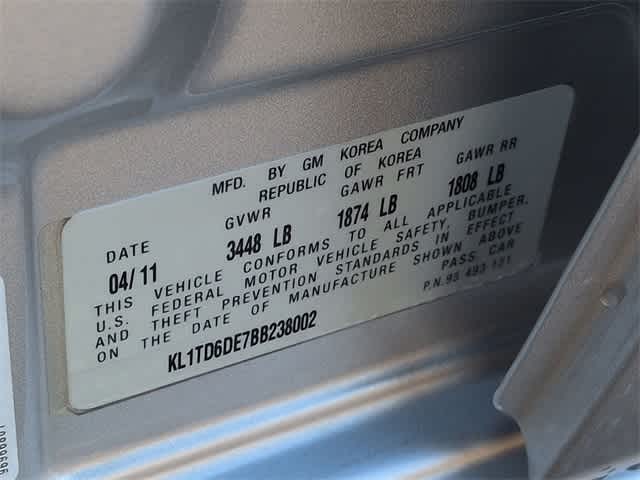 MFD. BY GM KOREA COMPANY
REPUBLIC OF KOREA
DATE GVWR GAWR FRT GAWR RR
04/11 3448 LB 1874 LB 1808 LB
THIS VEHICLE CONFORMS TO ALL APPLICABLE
U.S. FEDERAL MOTOR VEHICLE SAFETY, BUMPER,
AND THEFT PREVENTION STANDARDS IN EFFECT
ON THE DATE OF MANUFACTURE SHOWN ABOVE
PASS CAR
KL1TD6DE7BB238002 P.N.95 493 121